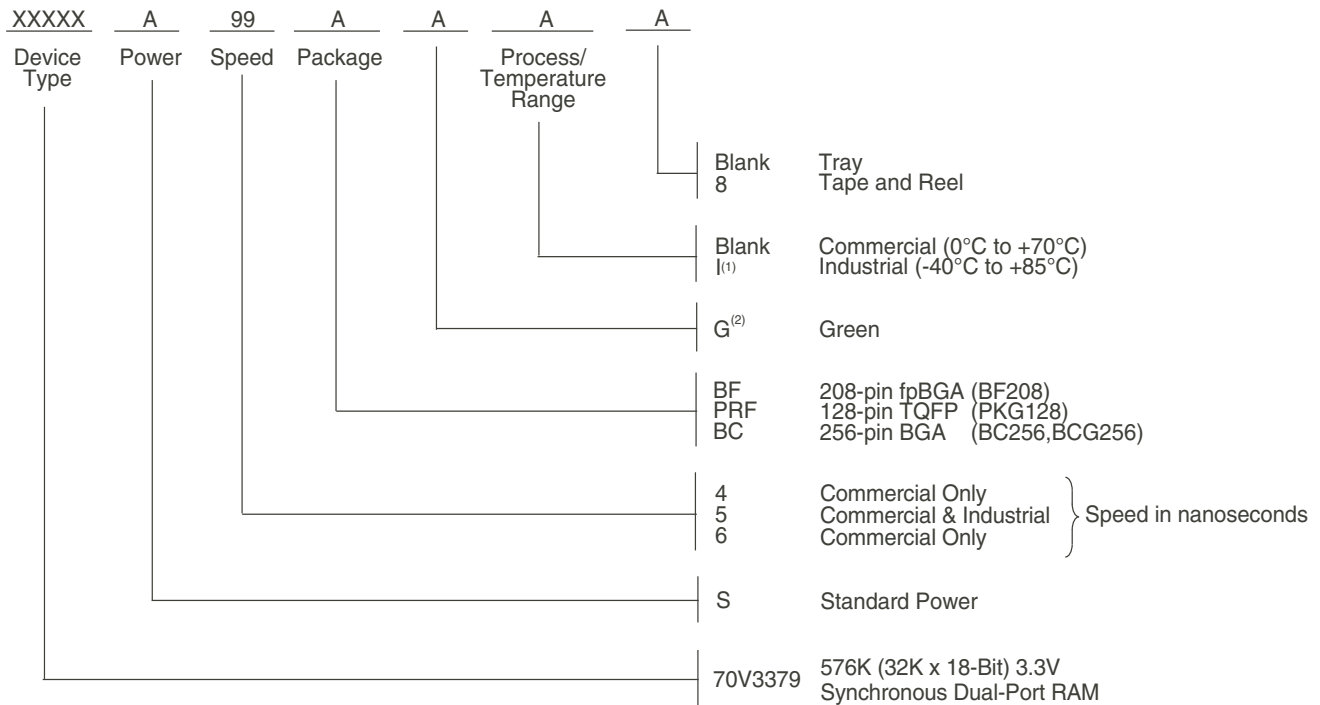 XXXXX A 99 A A A A
Device Type Power Speed Package Process/ Temperature Range
Blank Tray
8 Tape and Reel
Blank Commercial (0°C to +70°C)
I(1) Industrial (-40°C to +85°C)
G(2) Green
BF 208-pin fpBGA (BF208)
PRF 128-pin TQFP (PKG128)
BC 256-pin BGA (BC256,BCG256)
4 Commercial Only
5 Commercial & Industrial Speed in nanoseconds
6 Commercial Only
S Standard Power
70V3379 576K (32K x 18-Bit) 3.3V
Synchronous Dual-Port RAM